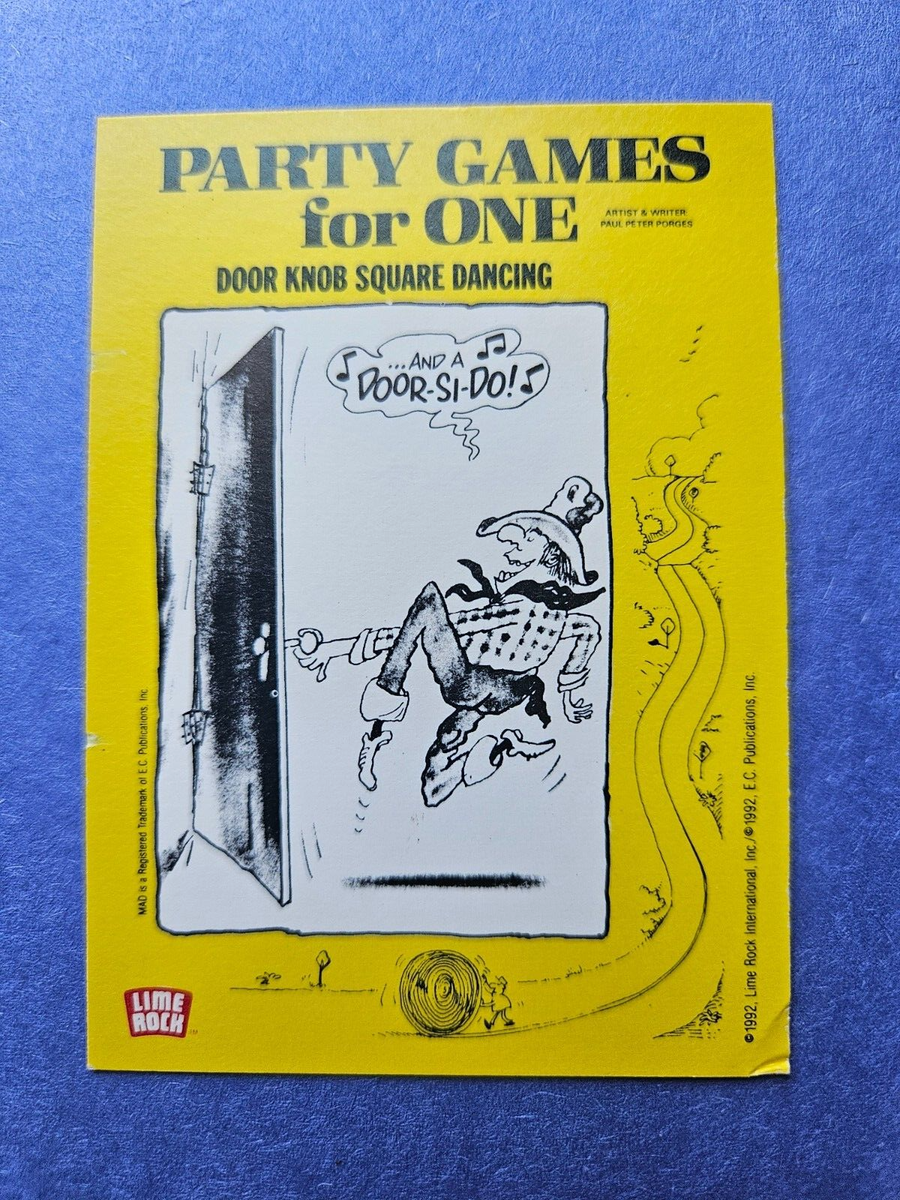 PARTY GAMES
for ONE
ARTIST & WRITER:
PAUL PETER PORGES
DOOR KNOB SQUARE DANCING
...AND A
DOOR-SI-DO!
MAD is a Registered Trademark of E.C. Publications, Inc.
©1992, Lime Rock International, Inc./©1992, E.C. Publications, Inc.
LIME
ROCK
TM